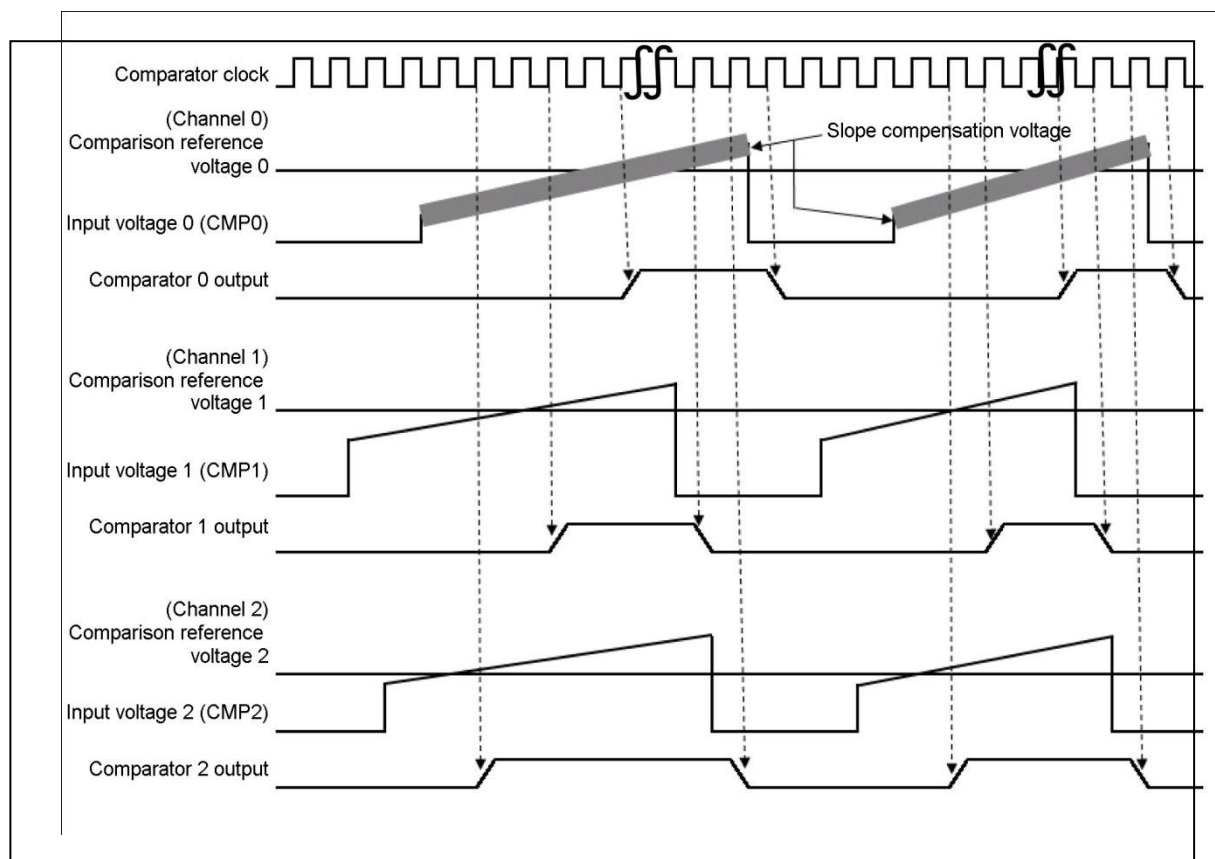 Comparator clock
(Channel 0)
Comparison reference
voltage 0
Slope compensation voltage
Input voltage 0 (CMP0)
Comparator 0 output
(Channel 1)
Comparison reference
voltage 1
Input voltage 1 (CMP1)
Comparator 1 output
(Channel 2)
Comparison reference
voltage 2
Input voltage 2 (CMP2)
Comparator 2 output